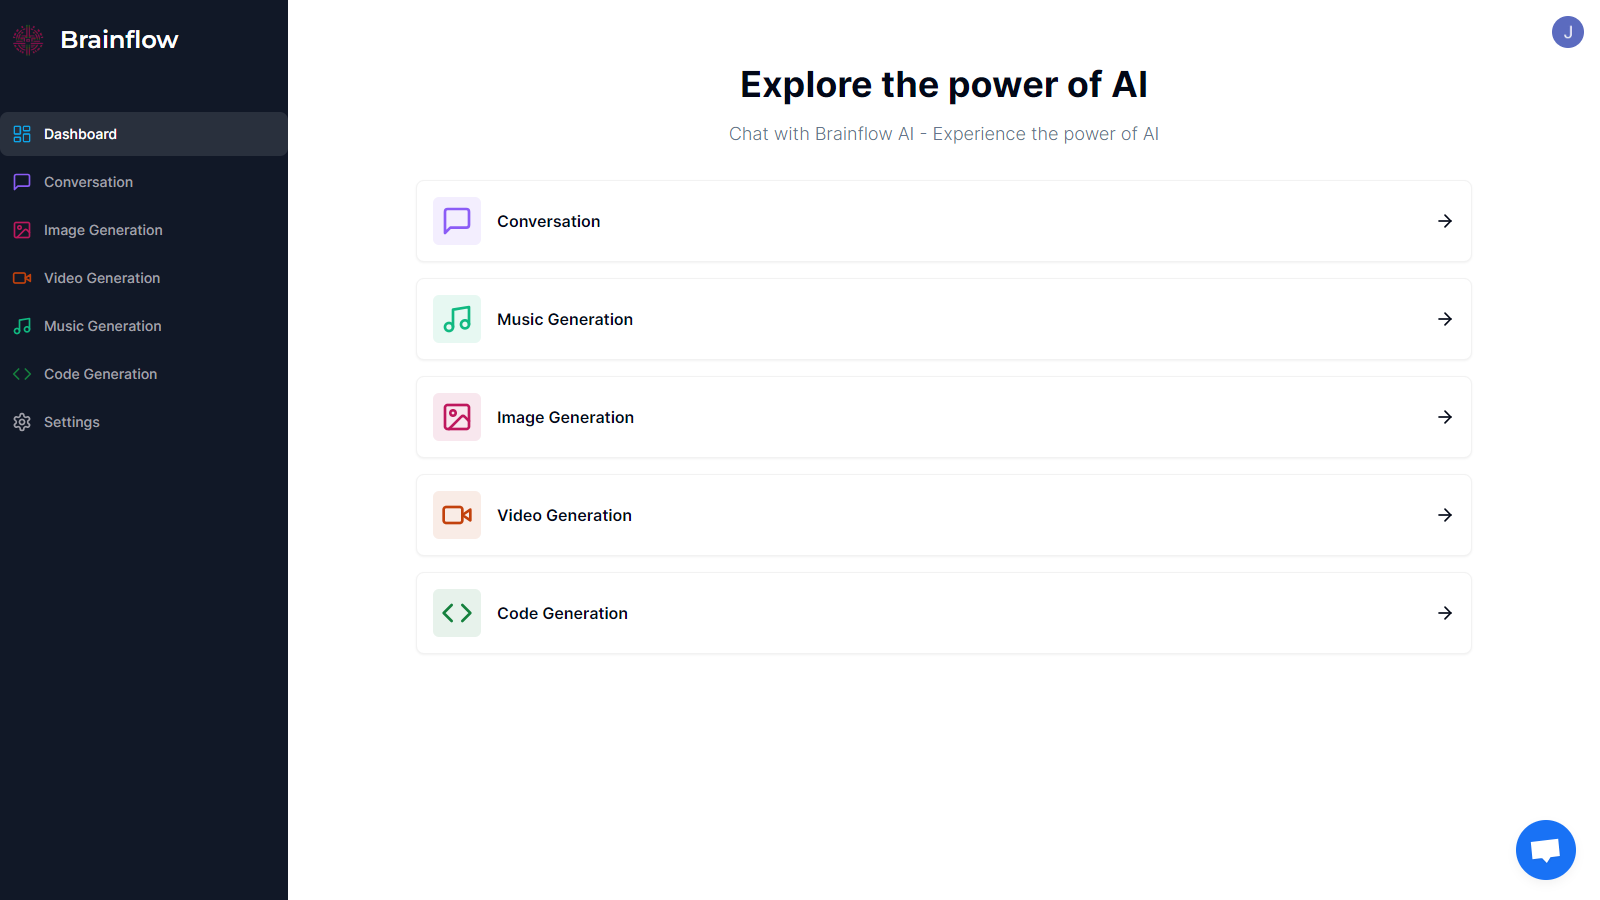 Brainflow
Dashboard
Conversation
Image Generation
Video Generation
Music Generation
Code Generation
Settings
J
Explore the power of AI
Chat with Brainflow AI - Experience the power of AI
Conversation
Music Generation
Image Generation
Video Generation
Code Generation